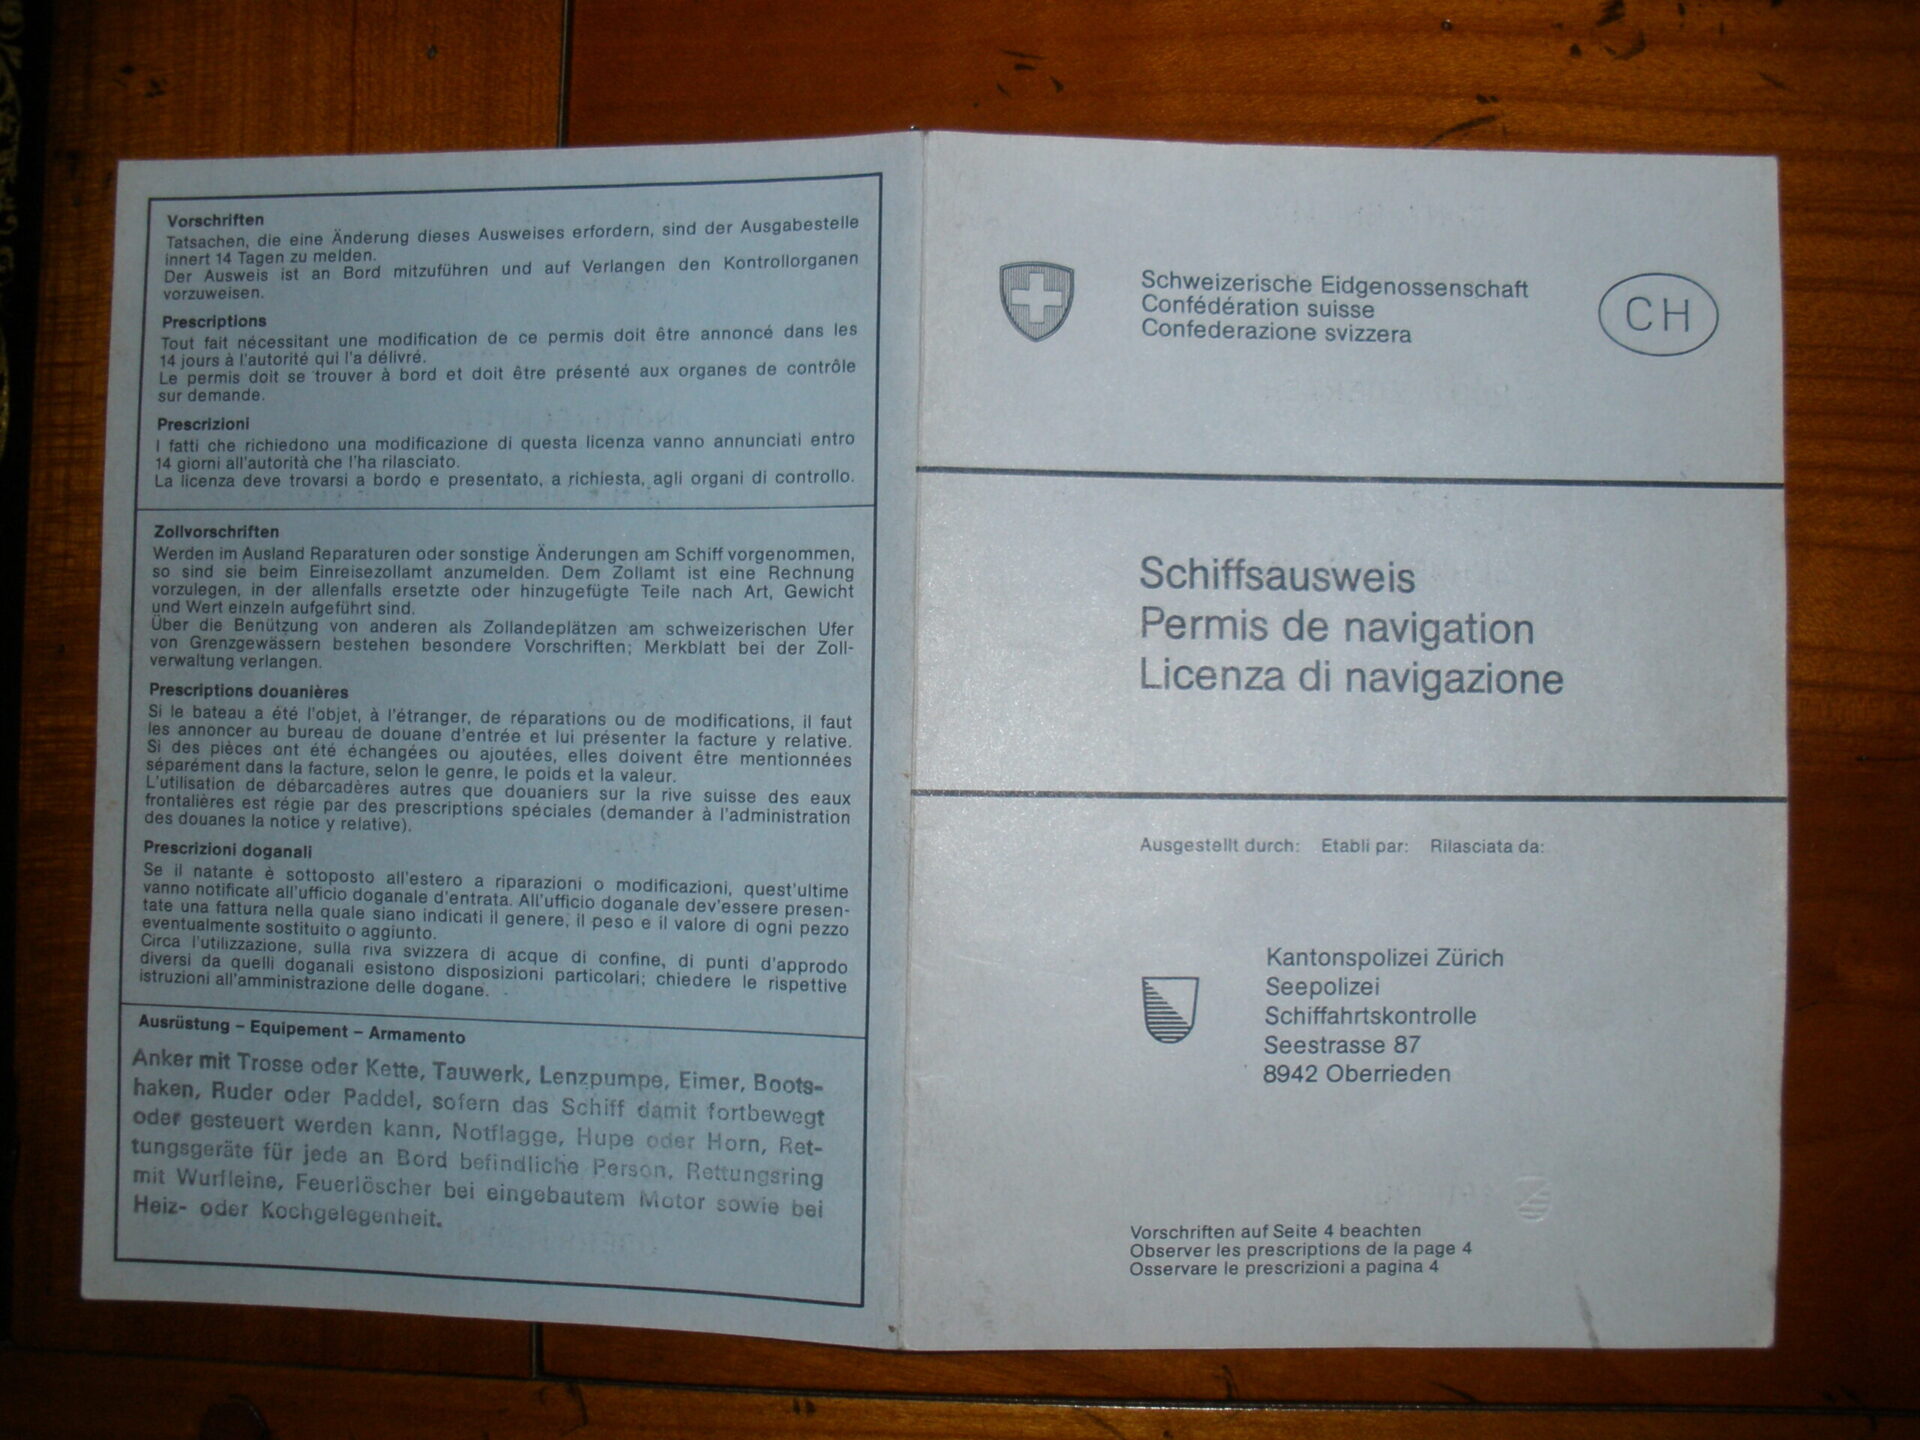 Vorschriften
Tatsachen, die eine Änderung dieses Ausweises erfordern, sind der Ausgabestelle
innert 14 Tagen zu melden.
Der Ausweis ist an Bord mitzuführen und auf Verlangen den Kontrollorganen
vorzuweisen.
Prescriptions
Tout fait nécessitant une modification de ce permis doit être annoncé dans les
14 jours à l'autorité qui l'a délivré.
Le permis doit se trouver à bord et doit être présenté aux organes de contrôle
sur demande.
Prescrizioni
I fatti che richiedono una modificazione di questa licenza vanno annunciati entro
14 giorni all'autorità che l'ha rilasciato.
La licenza deve trovarsi a bordo e presentato, a richiesta, agli organi di controllo.
Zollvorschriften
Werden im Ausland Reparaturen oder sonstige Änderungen am Schiff vorgenommen,
so sind sie beim Einreisezollamt anzumelden. Dem Zollamt ist eine Rechnung
vorzulegen, in der allenfalls ersetzte oder hinzugefügte Teile nach Art, Gewicht
und Wert einzeln aufgeführt sind.
Über die Benützung von anderen als Zollandeplätzen am schweizerischen Ufer
von Grenzgewässern bestehen besondere Vorschriften; Merkblatt bei der Zoll-
verwaltung verlangen.
Prescriptions douanières
Si le bateau a été l'objet, à l'étranger, de réparations ou de modifications, il faut
les annoncer au bureau de douane d'entrée et lui présenter la facture y relative.
Si des pièces ont été échangées ou ajoutées, elles doivent être mentionnées
séparément dans la facture, selon le genre, le poids et la valeur.
L'utilisation de débarcadères autres que douaniers sur la rive suisse des eaux
frontalières est régie par des prescriptions spéciales (demander à l'administration
des douanes la notice y relative).
Prescrizioni doganali
Se il natante è sottoposto all'estero a riparazioni o modificazioni, quest'ultime
vanno notificate all'ufficio doganale d'entrata. All'ufficio doganale dev'essere presen-
tate una fattura nella quale siano indicati il genere, il peso e il valore di ogni pezzo
eventualmente sostituito o aggiunto.
Circa l'utilizzazione, sulla riva svizzera di acque di confine, di punti d'approdo
diversi da quelli doganali esistono disposizioni particolari; chiedere le rispettive
istruzioni all'amministrazione delle dogane.
Ausrüstung – Equipement – Armamento
Anker mit Trosse oder Kette, Tauwerk, Lenzpumpe, Eimer, Boots-
haken, Ruder oder Paddel, sofern das Schiff damit fortbewegt
oder gesteuert werden kann, Notflagge, Hupe oder Horn, Ret-
tungsgeräte für jede an Bord befindliche Person, Rettungsring
mit Wurfleine, Feuerlöscher bei eingebautem Motor sowie bei
Heiz- oder Kochgelegenheit.
Schweizerische Eidgenossenschaft
Confédération suisse
Confederazione svizzera
CH
Schiffsausweis
Permis de navigation
Licenza di navigazione
Ausgestellt durch: Etabli par: Rilasciata da:
Kantonspolizei Zürich
Seepolizei
Schiffahrtskontrolle
Seestrasse 87
8942 Oberrieden
Vorschriften auf Seite 4 beachten
Observer les prescriptions de la page 4
Osservare le prescrizioni a pagina 4